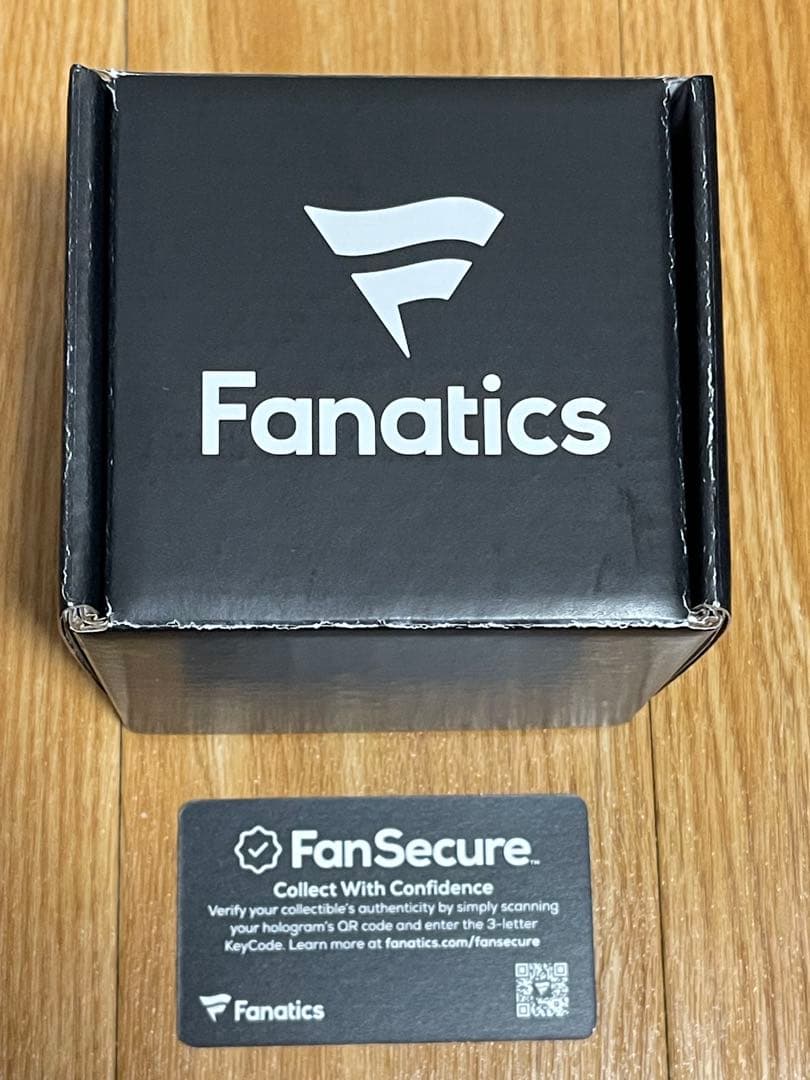 Fanatics
FanSecure™
Collect With Confidence
Verify your collectible's authenticity by simply scanning
your hologram's QR code and enter the 3-letter
KeyCode. Learn more at fanatics.com/fansecure
Fanatics